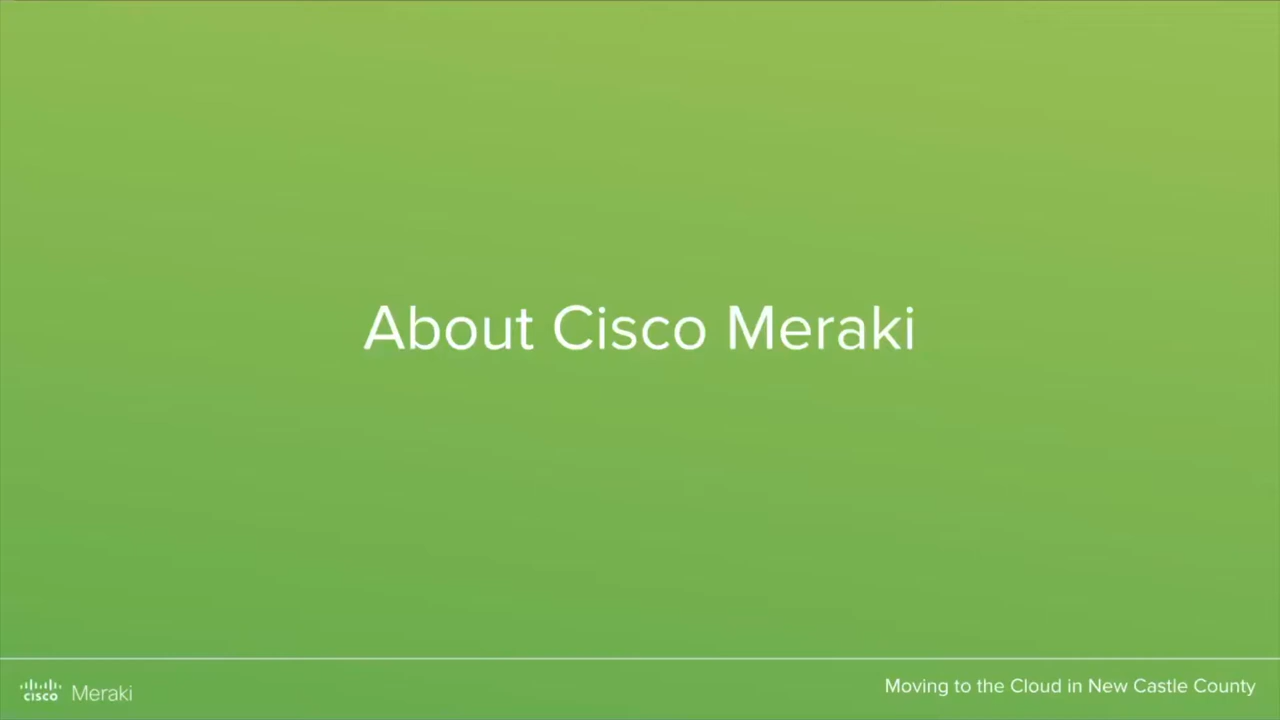 About Cisco Meraki
cisco Meraki
Moving to the Cloud in New Castle County